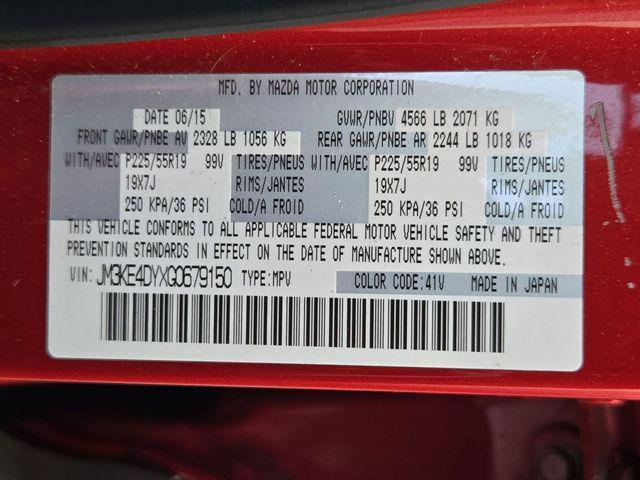 MFD. BY MAZDA MOTOR CORPORATION
DATE 06/15 GVWR/PNBV 4566 LB 2071 KG
FRONT GAWR/PNBE AV 2328 LB 1056 KG REAR GAWR/PNBE AR 2244 LB 1018 KG
WITH/AVEC P225/55R19 99V TIRES/PNEUS WITH/AVEC P225/55R19 99V TIRES/PNEUS
19X7J RIMS/JANTES 19X7J RIMS/JANTES
250 KPA/36 PSI COLD/A FROID 250 KPA/36 PSI COLD/A FROID
THIS VEHICLE CONFORMS TO ALL APPLICABLE FEDERAL MOTOR VEHICLE SAFETY AND THEFT
PREVENTION STANDARDS IN EFFECT ON THE DATE OF MANUFACTURE SHOWN ABOVE.
VIN: JM3KE4DYXG0679150 TYPE:MPV COLOR CODE:41V MADE IN JAPAN